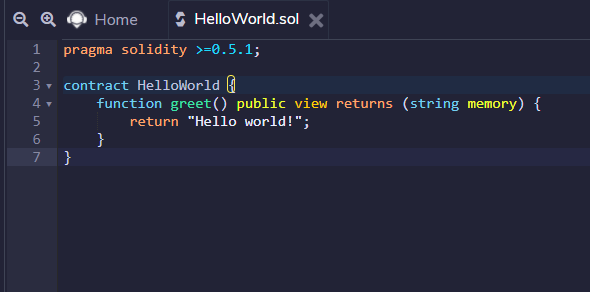 Home HelloWorld.sol
1 pragma solidity >=0.5.1;
2
3 contract HelloWorld {
4     function greet() public view returns (string memory) {
5         return "Hello world!";
6     }
7 }